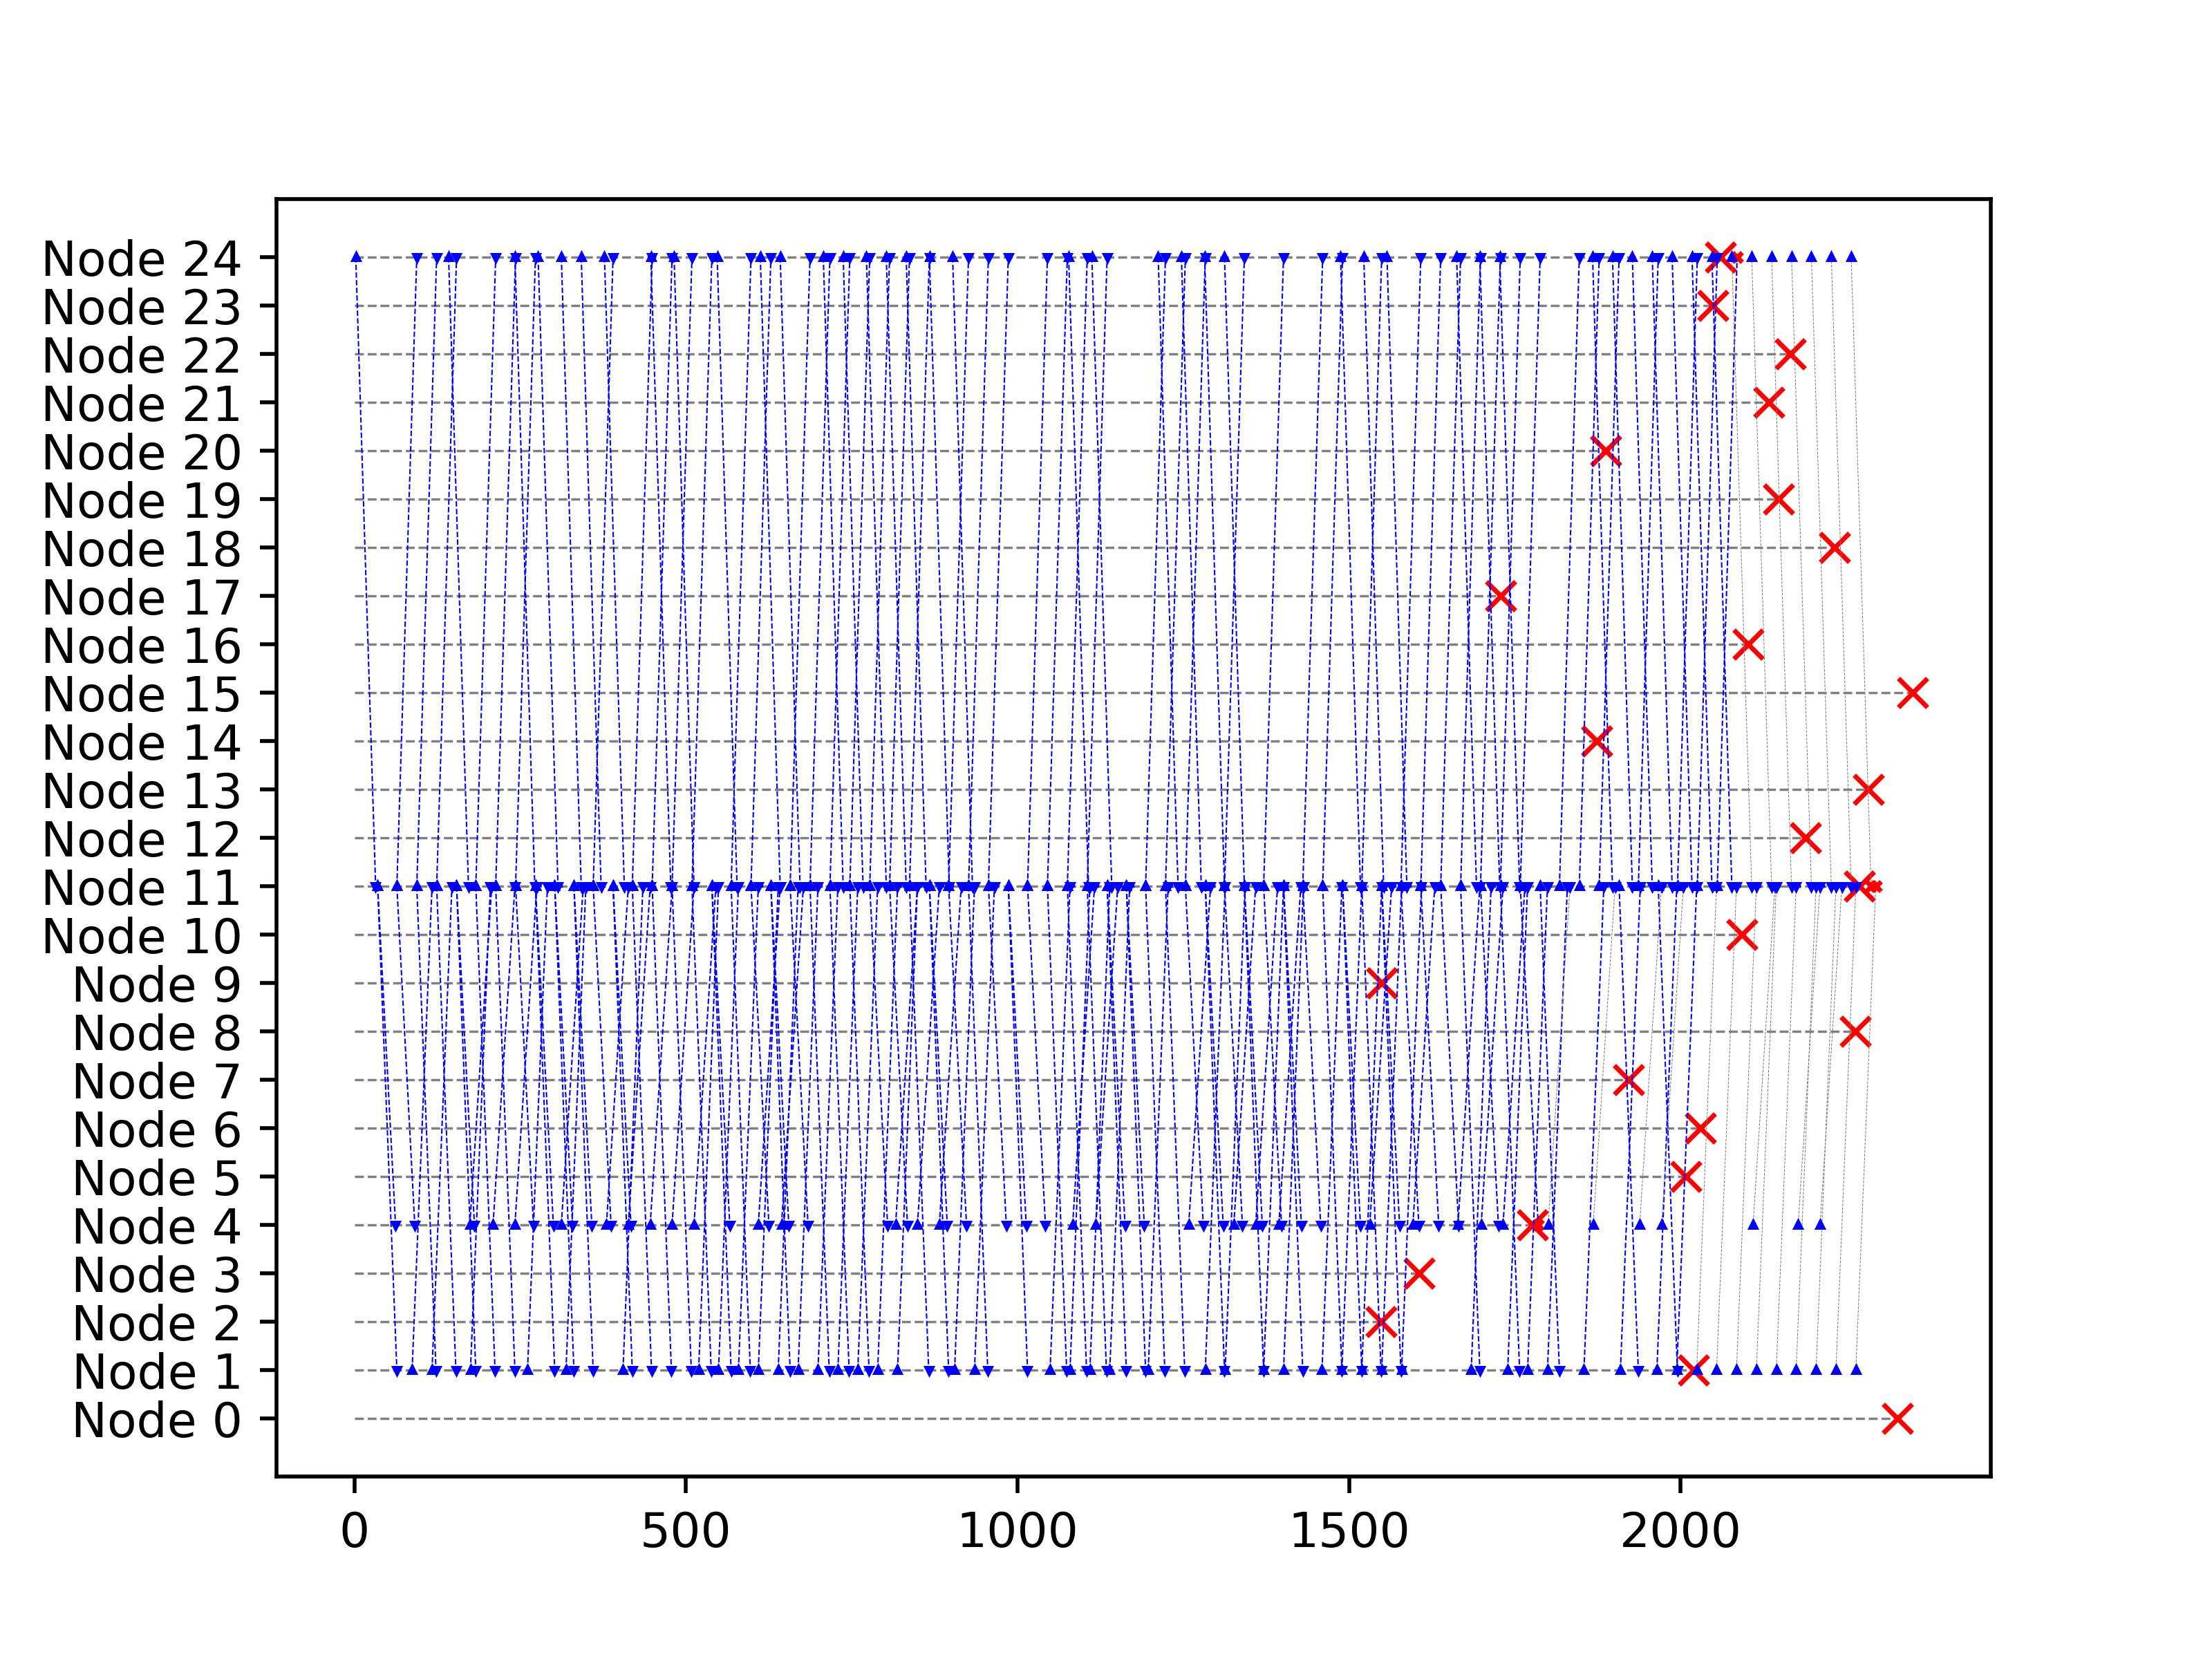 Node 24
Node 23
Node 22
Node 21
Node 20
Node 19
Node 18
Node 17
Node 16
Node 15
Node 14
Node 13
Node 12
Node 11
Node 10
Node 9
Node 8
Node 7
Node 6
Node 5
Node 4
Node 3
Node 2
Node 1
Node 0
0 500 1000 1500 2000